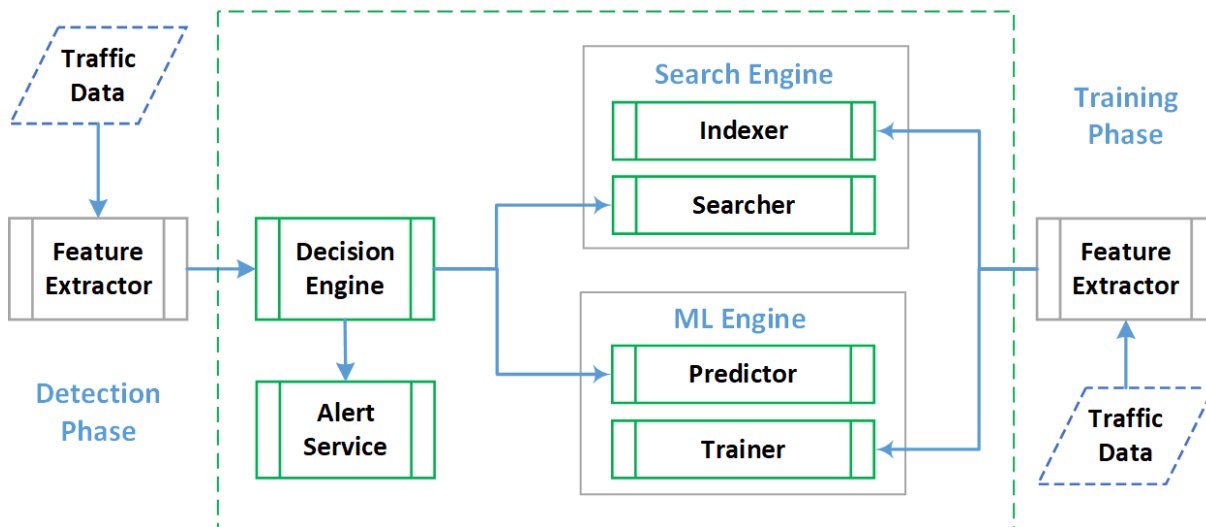 Traffic
Data
Feature
Extractor
Detection
Phase
Decision
Engine
Alert
Service
Search Engine
Indexer
Searcher
ML Engine
Predictor
Trainer
Training
Phase
Feature
Extractor
Traffic
Data